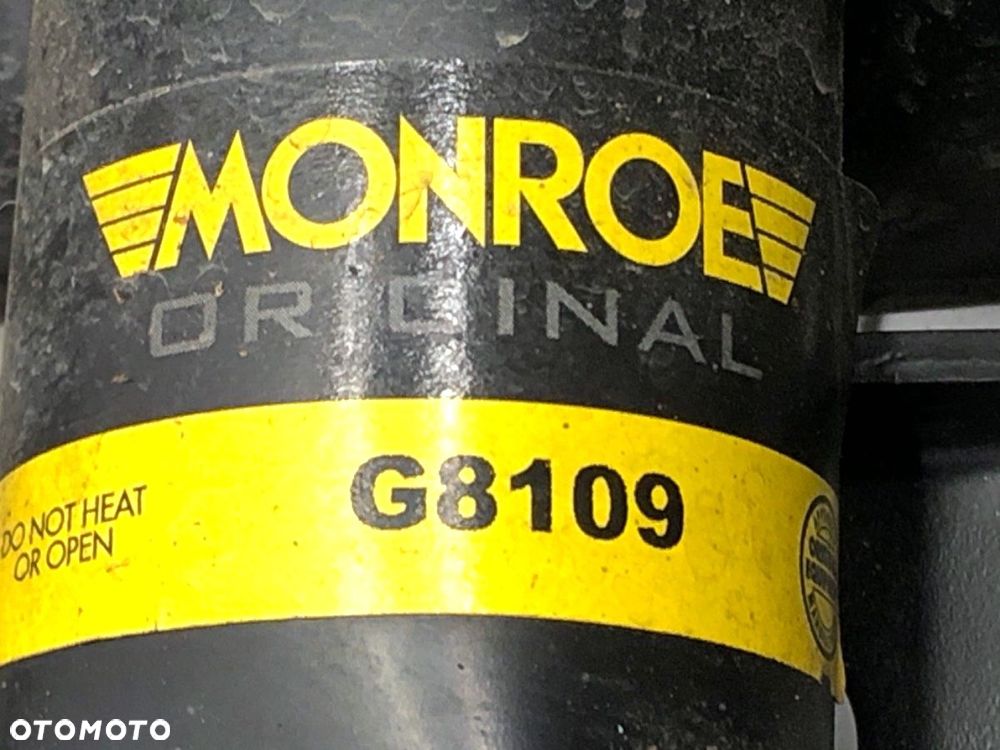 MONROE
ORIGINAL
G8109
DO NOT HEAT
OR OPEN
OTOMOTO